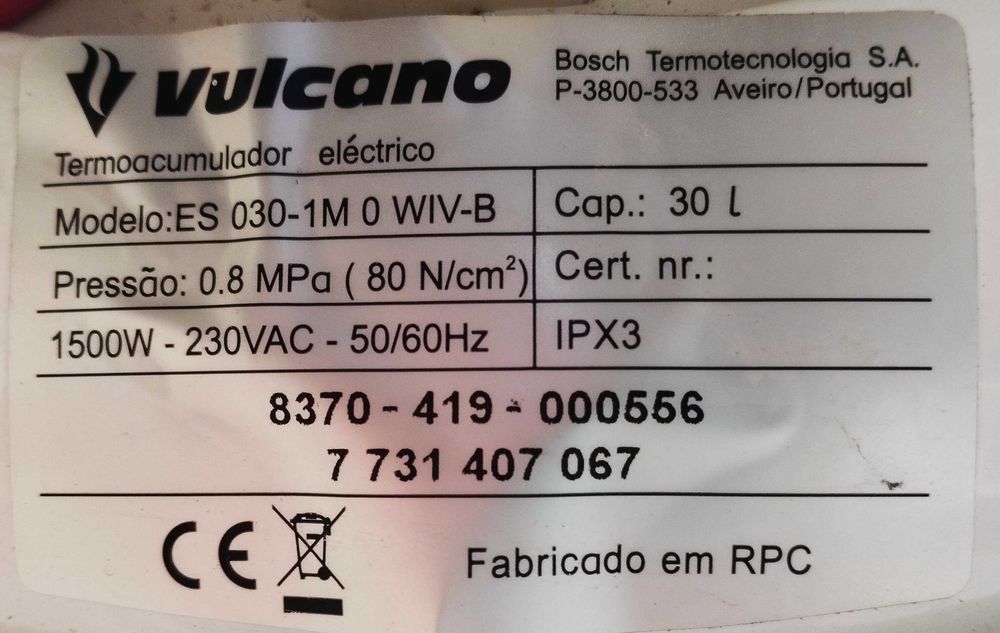 Vulcano
Bosch Termotecnologia S.A.
P-3800-533 Aveiro/Portugal
Termoacumulador eléctrico
Modelo:ES 030-1M 0 WIV-B
Cap.: 30 l
Pressão: 0.8 MPa ( 80 N/cm²)
Cert. nr.:
1500W - 230VAC - 50/60Hz
IPX3
8370 - 419 - 000556
7 731 407 067
CE
Fabricado em RPC